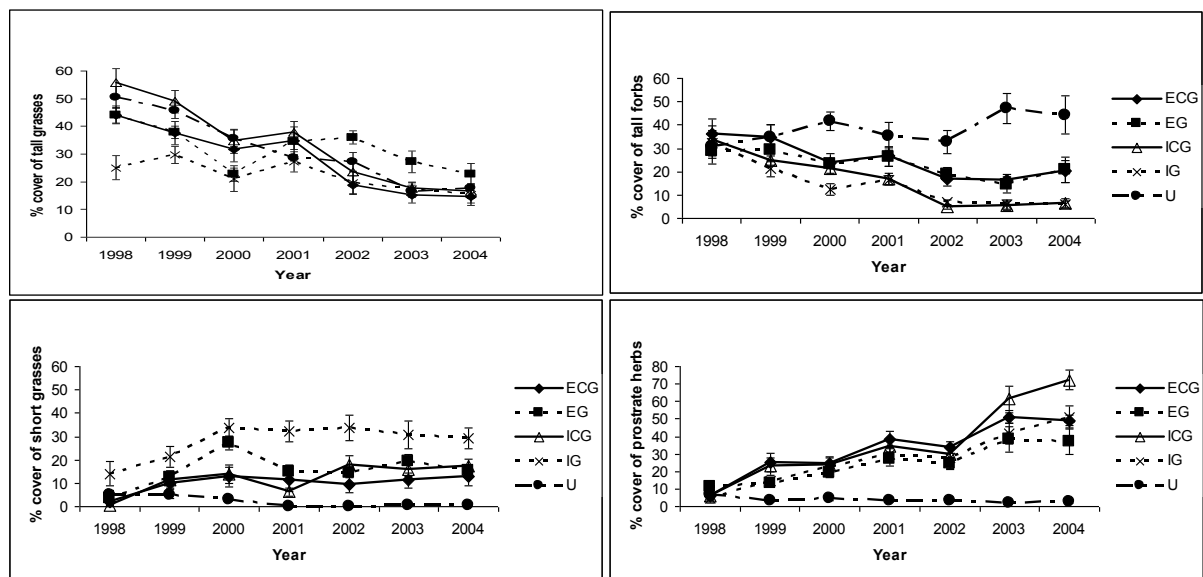 % cover of tall grasses
60
50
40
30
20
10
0
1998 1999 2000 2001 2002 2003 2004
Year
% cover of tall forbs
60
50
40
30
20
10
0
1998 1999 2000 2001 2002 2003 2004
Year
ECG
EG
ICG
IG
U
% cover of short grasses
60
50
40
30
20
10
0
1998 1999 2000 2001 2002 2003 2004
Year
ECG
EG
ICG
IG
U
% cover of prostrate herbs
80
70
60
50
40
30
20
10
0
1998 1999 2000 2001 2002 2003 2004
Year
ECG
EG
ICG
IG
U